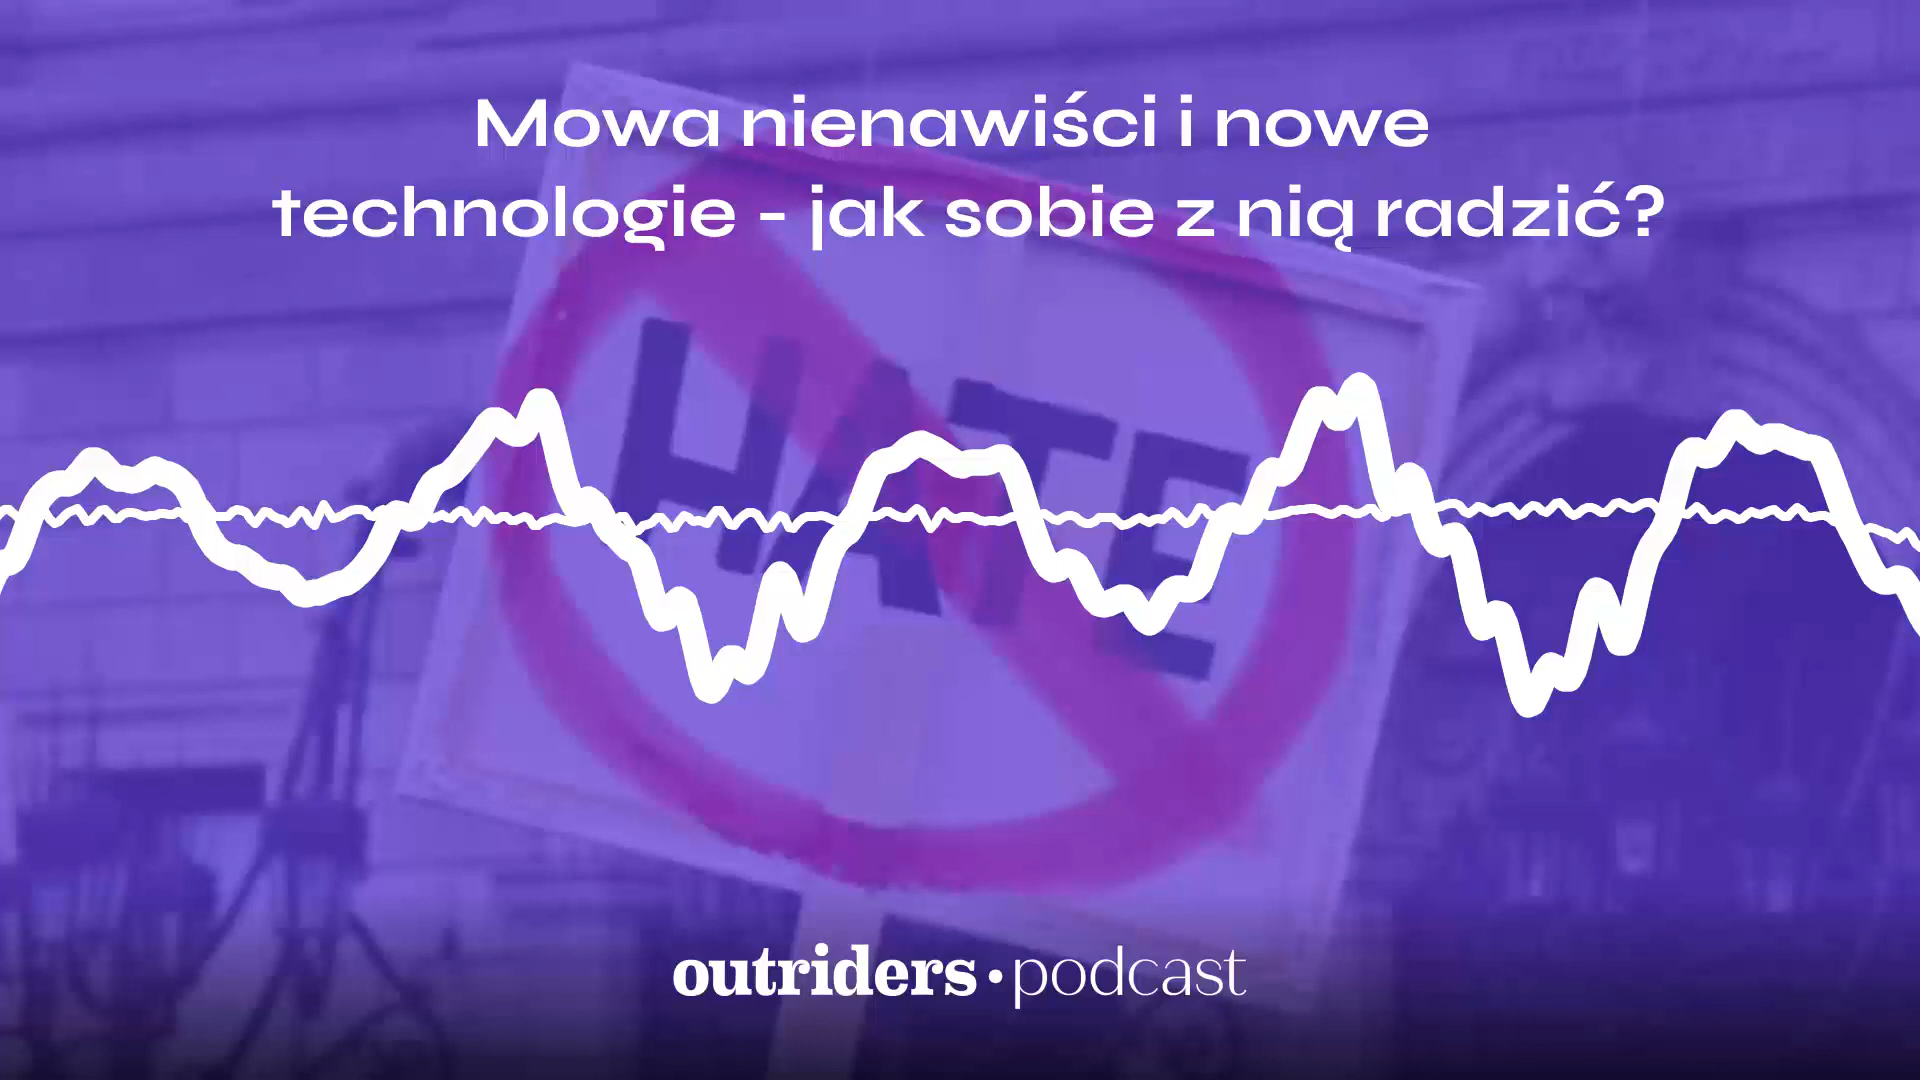 Mowa nienawiści i nowe
technologie - jak sobie z nią radzić?
HATE
outriders • podcast